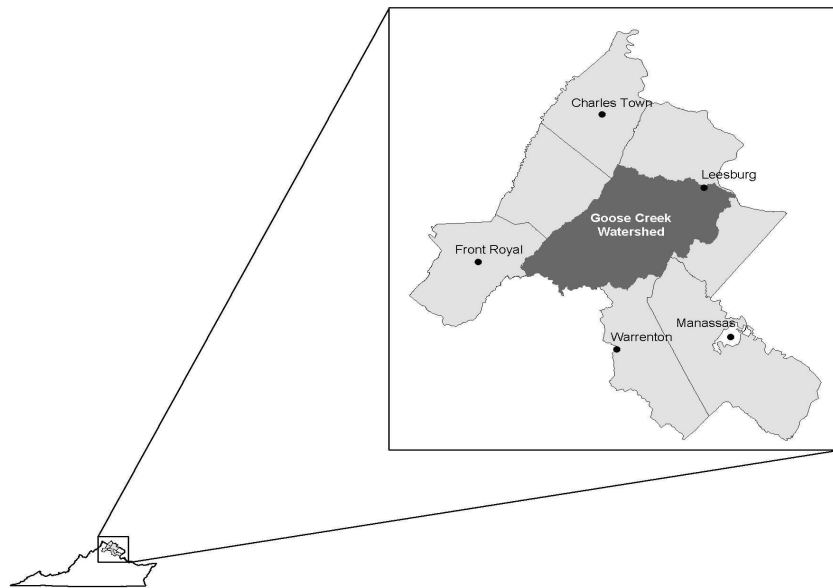 Charles Town
Leesburg
Goose Creek
Watershed
Front Royal
Manassas
Warrenton